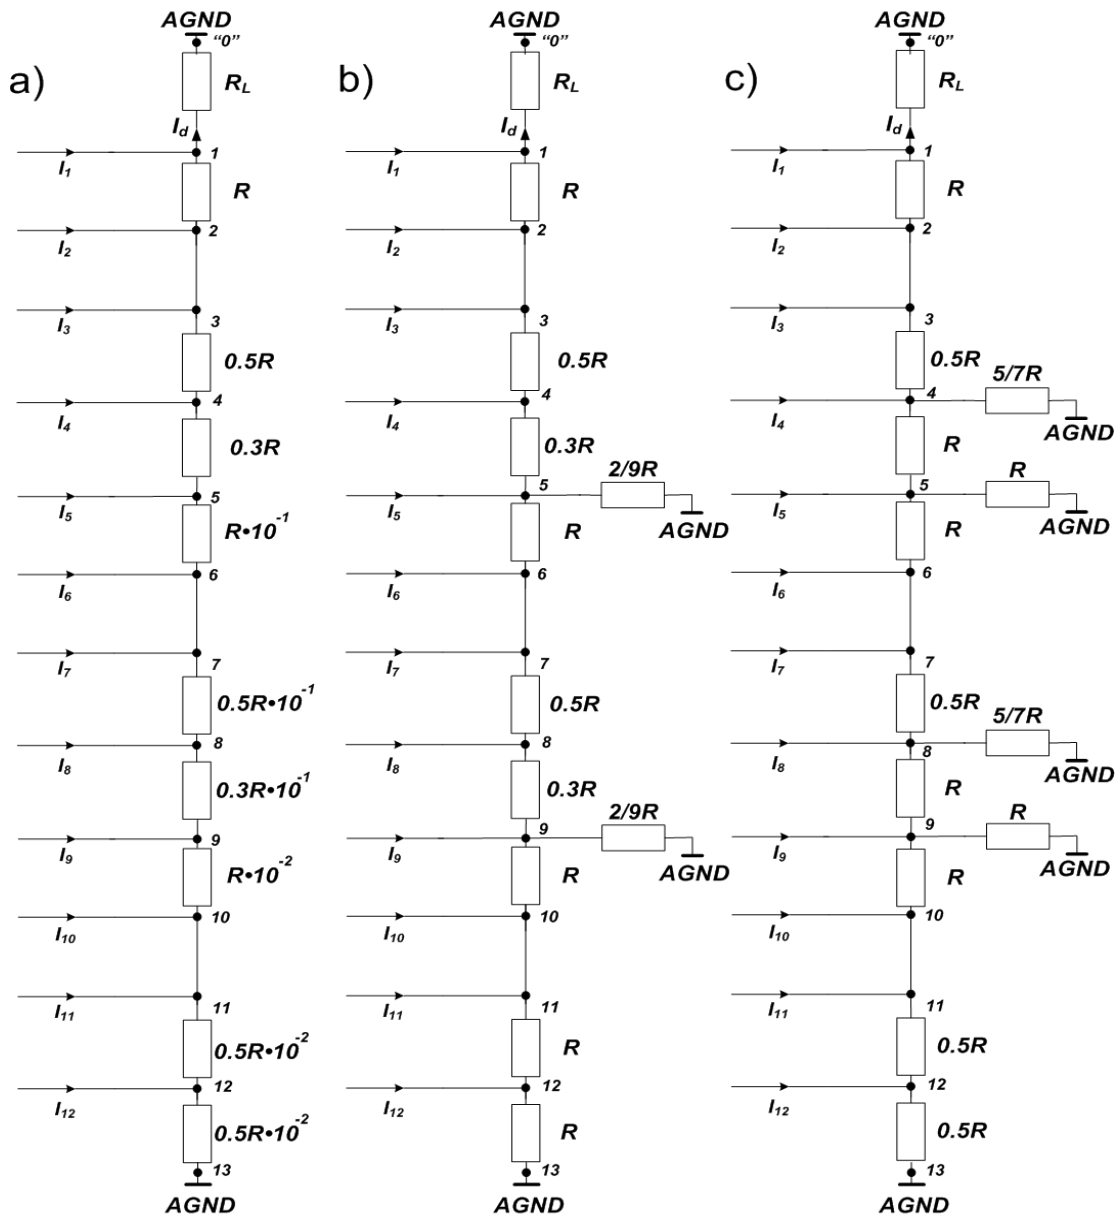 a)
AGND
"0"
R_L
I_d
1
I_1
R
2
I_2
3
I_3
0.5R
4
I_4
0.3R
5
I_5
R•10^-1
6
I_6
7
I_7
0.5R•10^-1
8
I_8
0.3R•10^-1
9
I_9
R•10^-2
10
I_10
11
I_11
0.5R•10^-2
12
I_12
0.5R•10^-2
13
AGND
b)
AGND
"0"
R_L
I_d
1
I_1
R
2
I_2
3
I_3
0.5R
4
I_4
0.3R
2/9R
5
I_5
AGND
R
6
I_6
7
I_7
0.5R
8
I_8
0.3R
2/9R
9
I_9
AGND
R
10
I_10
11
I_11
R
12
I_12
R
13
AGND
c)
AGND
"0"
R_L
I_d
1
I_1
R
2
I_2
3
I_3
0.5R
5/7R
4
I_4
AGND
R
R
5
I_5
AGND
R
6
I_6
7
I_7
0.5R
5/7R
8
I_8
AGND
R
R
9
I_9
AGND
R
10
I_10
11
I_11
0.5R
12
I_12
0.5R
13
AGND